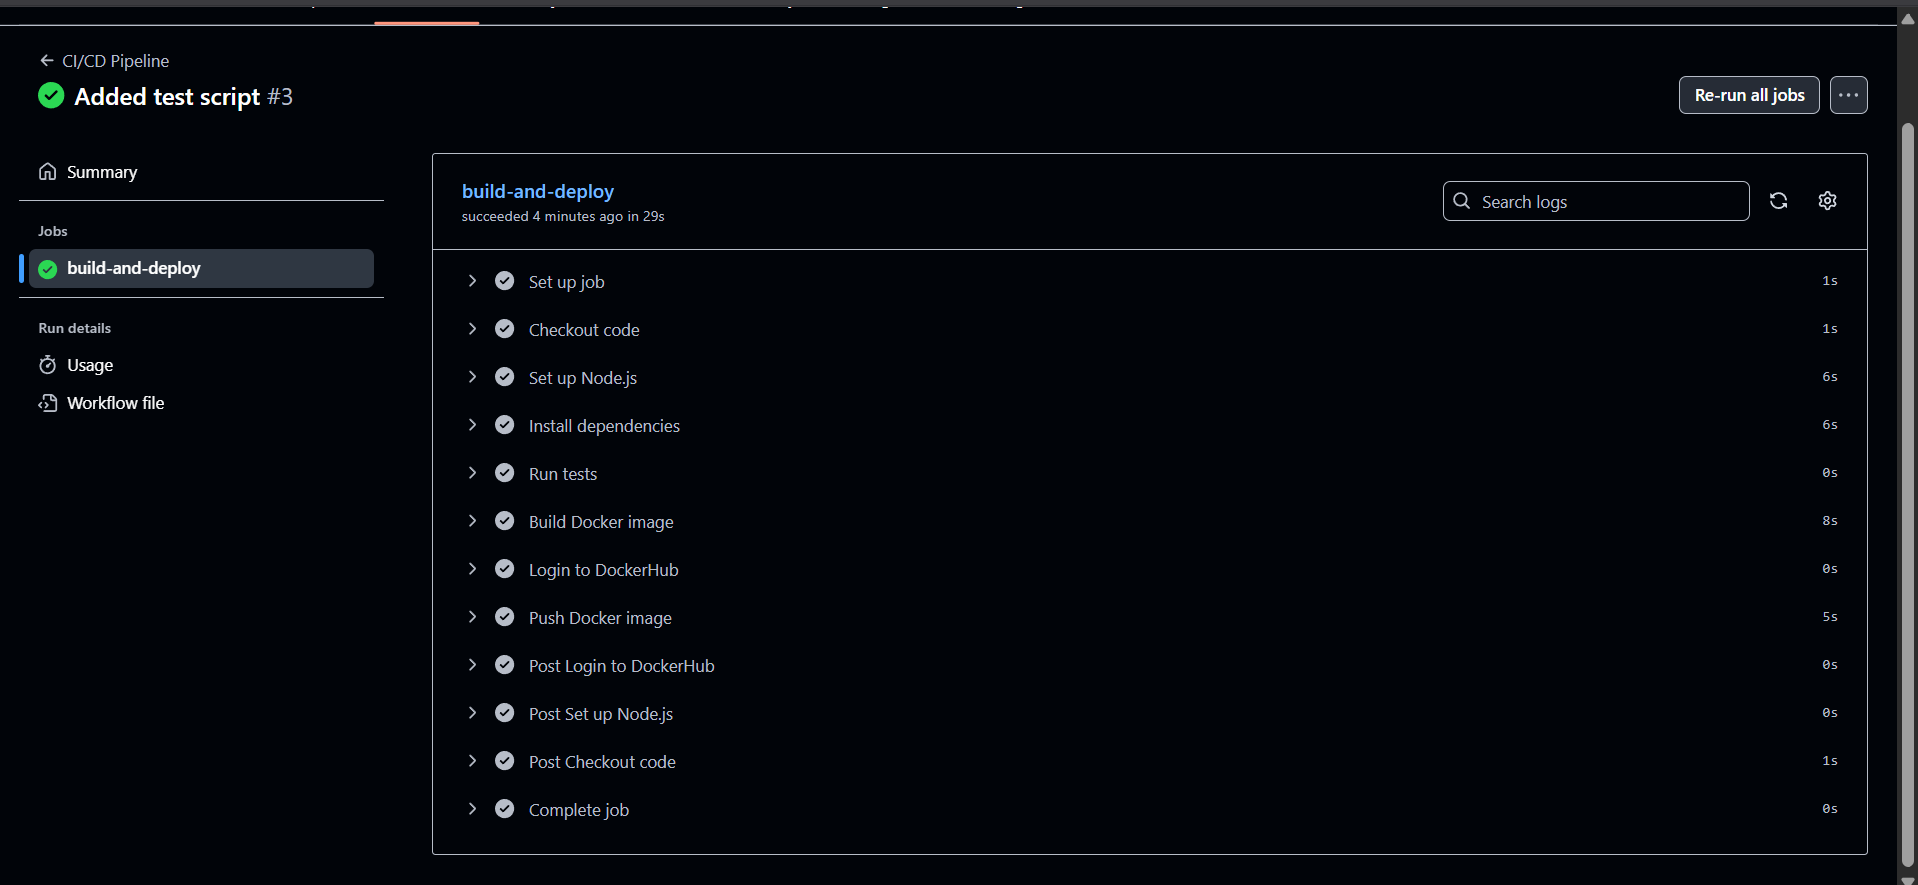 CI/CD Pipeline
Added test script #3
Re-run all jobs
Summary
Jobs
build-and-deploy
Run details
Usage
Workflow file
build-and-deploy
succeeded 4 minutes ago in 29s
Search logs
Set up job 1s
Checkout code 1s
Set up Node.js 6s
Install dependencies 6s
Run tests 0s
Build Docker image 8s
Login to DockerHub 0s
Push Docker image 5s
Post Login to DockerHub 0s
Post Set up Node.js 0s
Post Checkout code 1s
Complete job 0s